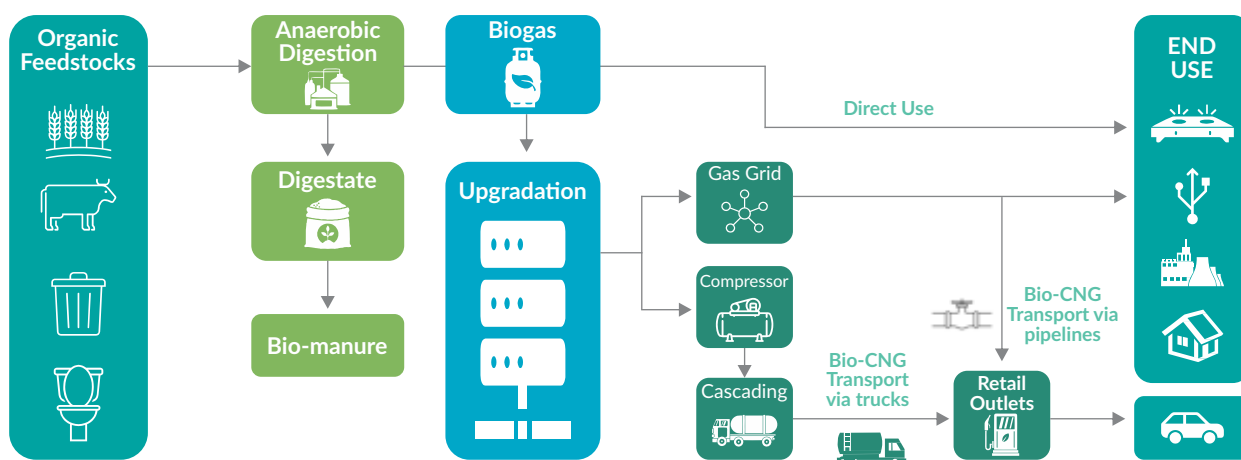 Organic
Feedstocks
Anaerobic
Digestion
Biogas
END
USE
Direct Use
Digestate
Upgradation
Gas Grid
Compressor
Bio-CNG
Transport via
pipelines
Bio-manure
Cascading
Bio-CNG
Transport
via trucks
Retail
Outlets